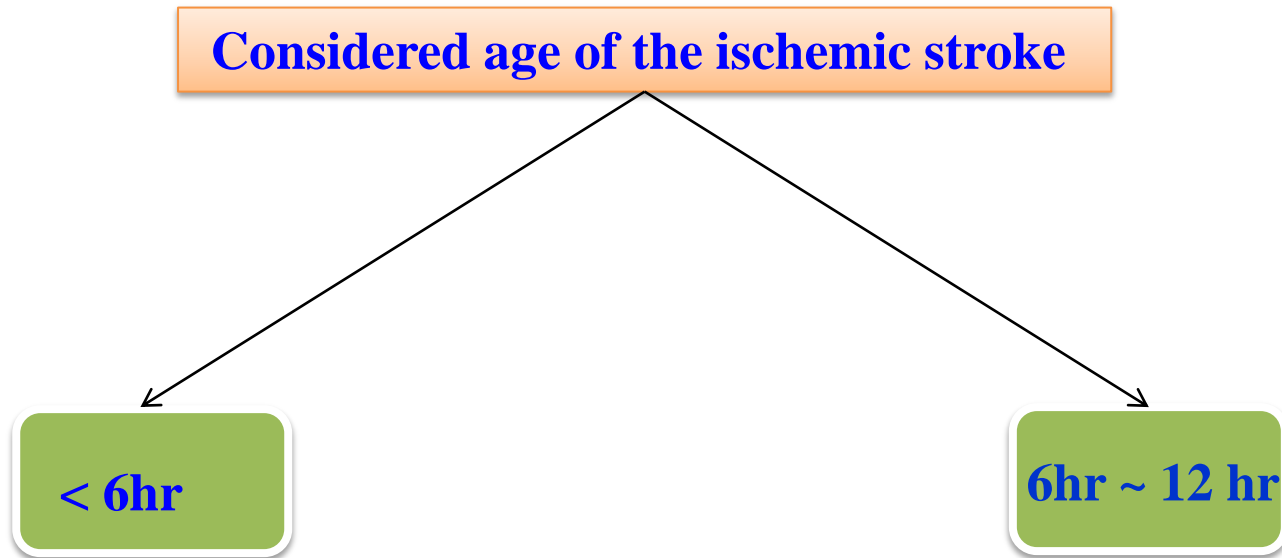 Considered age of the ischemic stroke
< 6hr
6hr ~ 12 hr